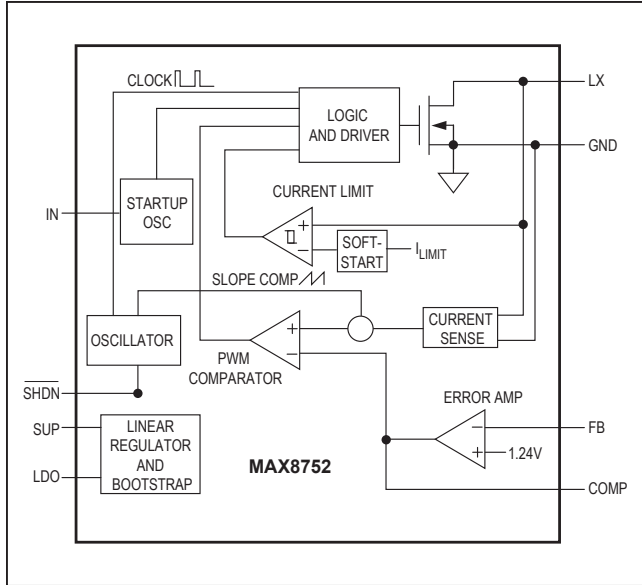 CLOCK
LX
LOGIC
AND DRIVER
GND
STARTUP
OSC
IN
CURRENT LIMIT
+
−
SOFT-
START
ILIMIT
SLOPE COMP
OSCILLATOR
+
−
PWM
COMPARATOR
CURRENT
SENSE
SHDN
SUP
LDO
LINEAR
REGULATOR
AND
BOOTSTRAP
MAX8752
ERROR AMP
−
+
1.24V
FB
COMP